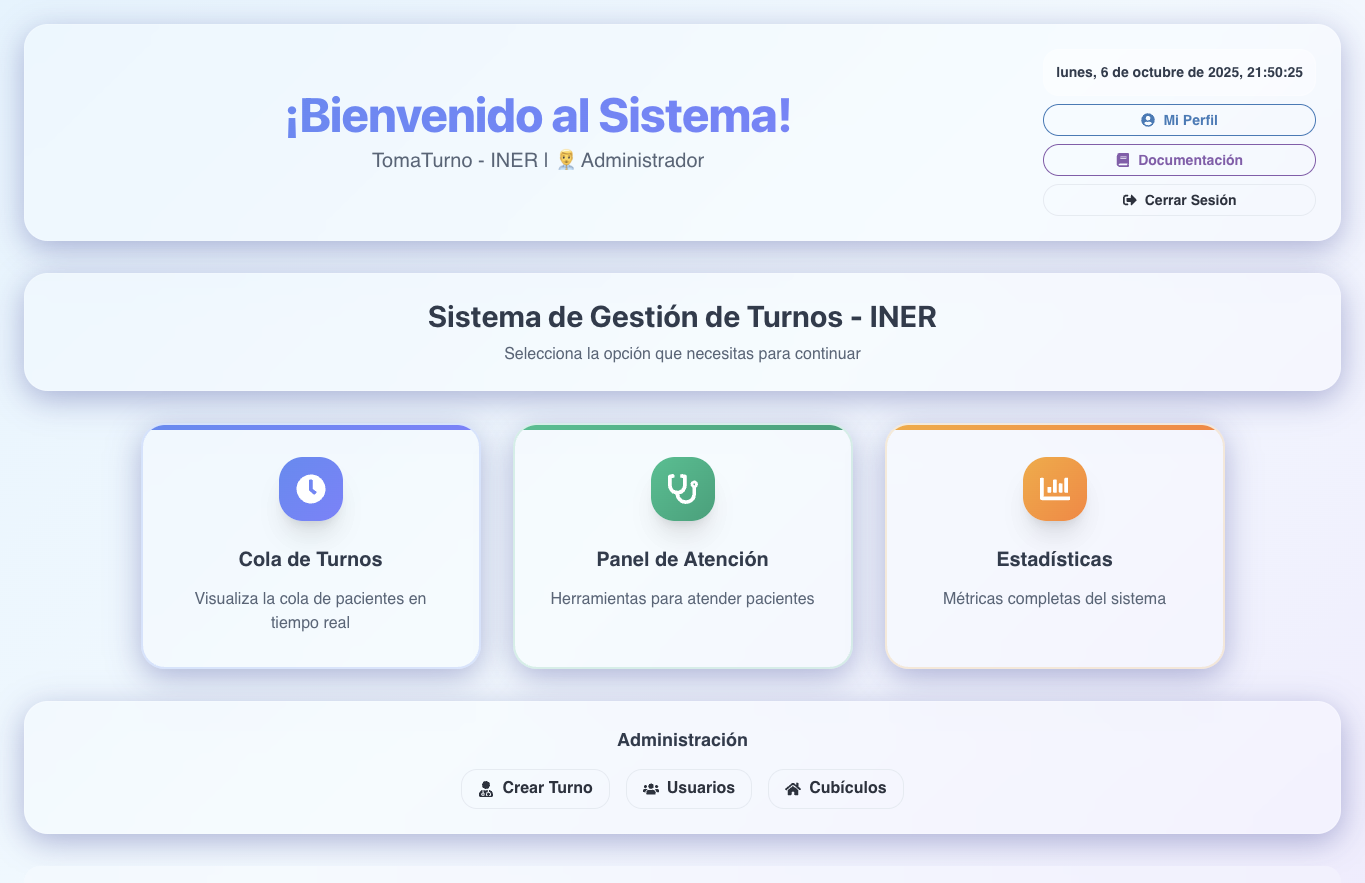 ¡Bienvenido al Sistema!
TomaTurno - INER | 👨‍⚕️ Administrador
lunes, 6 de octubre de 2025, 21:50:25
Mi Perfil
Documentación
Cerrar Sesión
Sistema de Gestión de Turnos - INER
Selecciona la opción que necesitas para continuar
Cola de Turnos
Visualiza la cola de pacientes en
tiempo real
Panel de Atención
Herramientas para atender pacientes
Estadísticas
Métricas completas del sistema
Administración
Crear Turno
Usuarios
Cubículos